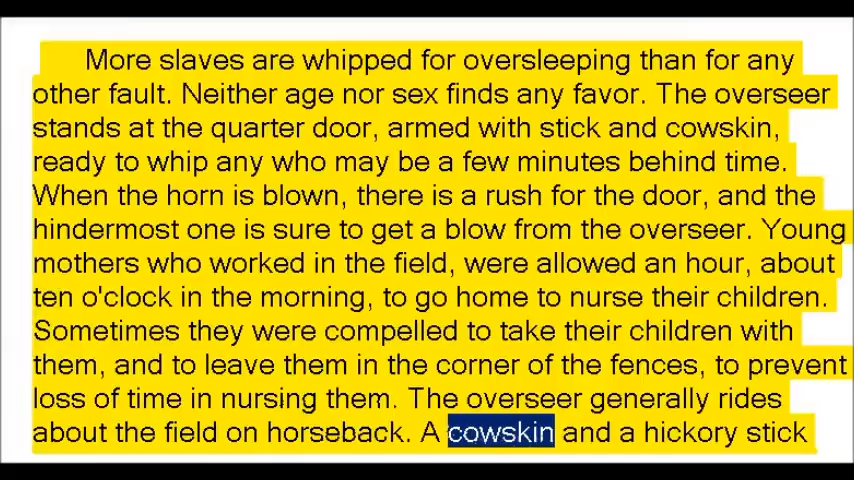 More slaves are whipped for oversleeping than for any
other fault. Neither age nor sex finds any favor. The overseer
stands at the quarter door, armed with stick and cowskin,
ready to whip any who may be a few minutes behind time.
When the horn is blown, there is a rush for the door, and the
hindermost one is sure to get a blow from the overseer. Young
mothers who worked in the field, were allowed an hour, about
ten o'clock in the morning, to go home to nurse their children.
Sometimes they were compelled to take their children with
them, and to leave them in the corner of the fences, to prevent
loss of time in nursing them. The overseer generally rides
about the field on horseback. A cowskin and a hickory stick